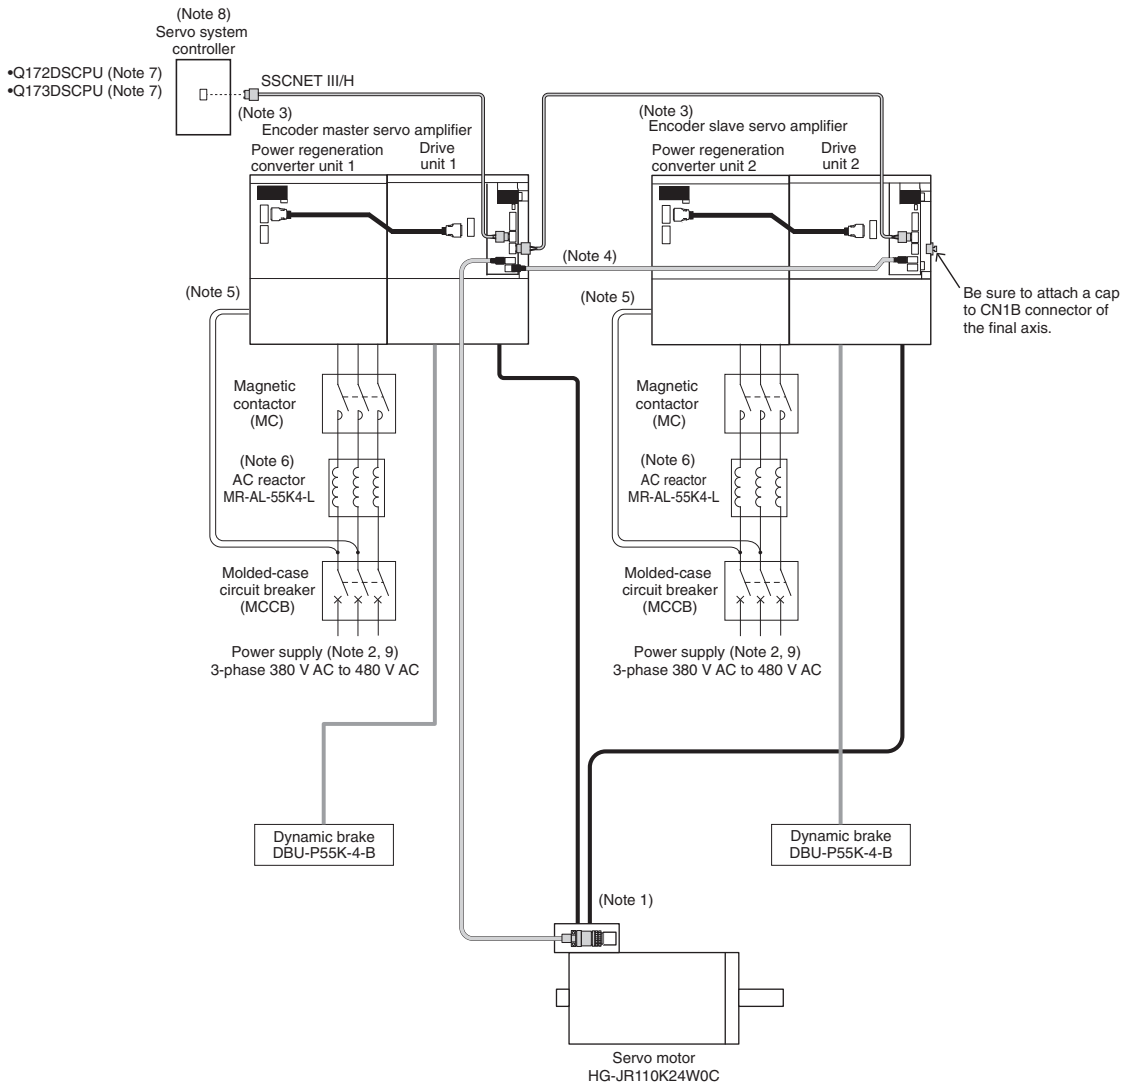 (Note 8)
Servo system
controller
•Q172DSCPU (Note 7)
•Q173DSCPU (Note 7)
SSCNET III/H
(Note 3)
Encoder master servo amplifier
Power regeneration
converter unit 1
Drive
unit 1
(Note 3)
Encoder slave servo amplifier
Power regeneration
converter unit 2
Drive
unit 2
(Note 4)
(Note 5)
(Note 5)
Be sure to attach a cap
to CN1B connector of
the final axis.
Magnetic
contactor
(MC)
Magnetic
contactor
(MC)
(Note 6)
AC reactor
MR-AL-55K4-L
(Note 6)
AC reactor
MR-AL-55K4-L
Molded-case
circuit breaker
(MCCB)
Molded-case
circuit breaker
(MCCB)
Power supply (Note 2, 9)
3-phase 380 V AC to 480 V AC
Power supply (Note 2, 9)
3-phase 380 V AC to 480 V AC
Dynamic brake
DBU-P55K-4-B
Dynamic brake
DBU-P55K-4-B
(Note 1)
Servo motor
HG-JR110K24W0C